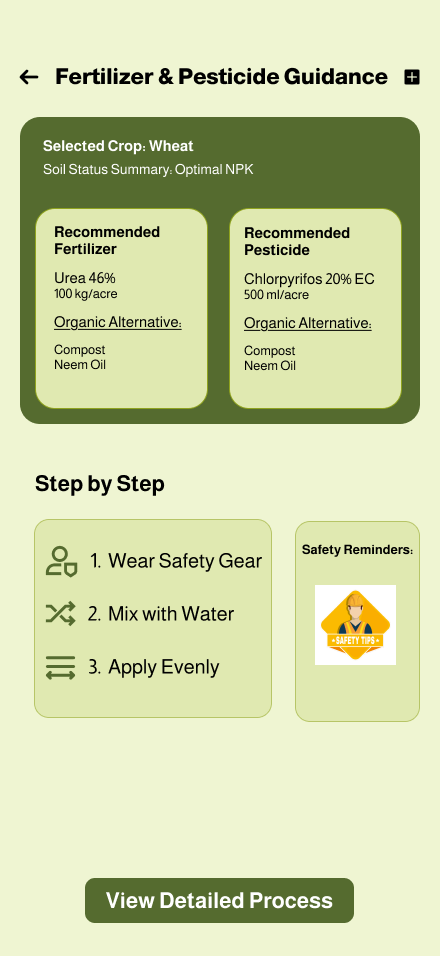 Fertilizer & Pesticide Guidance
Selected Crop: Wheat
Soil Status Summary: Optimal NPK
Recommended
Fertilizer
Urea 46%
100 kg/acre
Organic Alternative:
Compost
Neem Oil
Recommended
Pesticide
Chlorpyrifos 20% EC
500 ml/acre
Organic Alternative:
Compost
Neem Oil
Step by Step
1. Wear Safety Gear
2. Mix with Water
3. Apply Evenly
Safety Reminders:
SAFETY TIPS
View Detailed Process